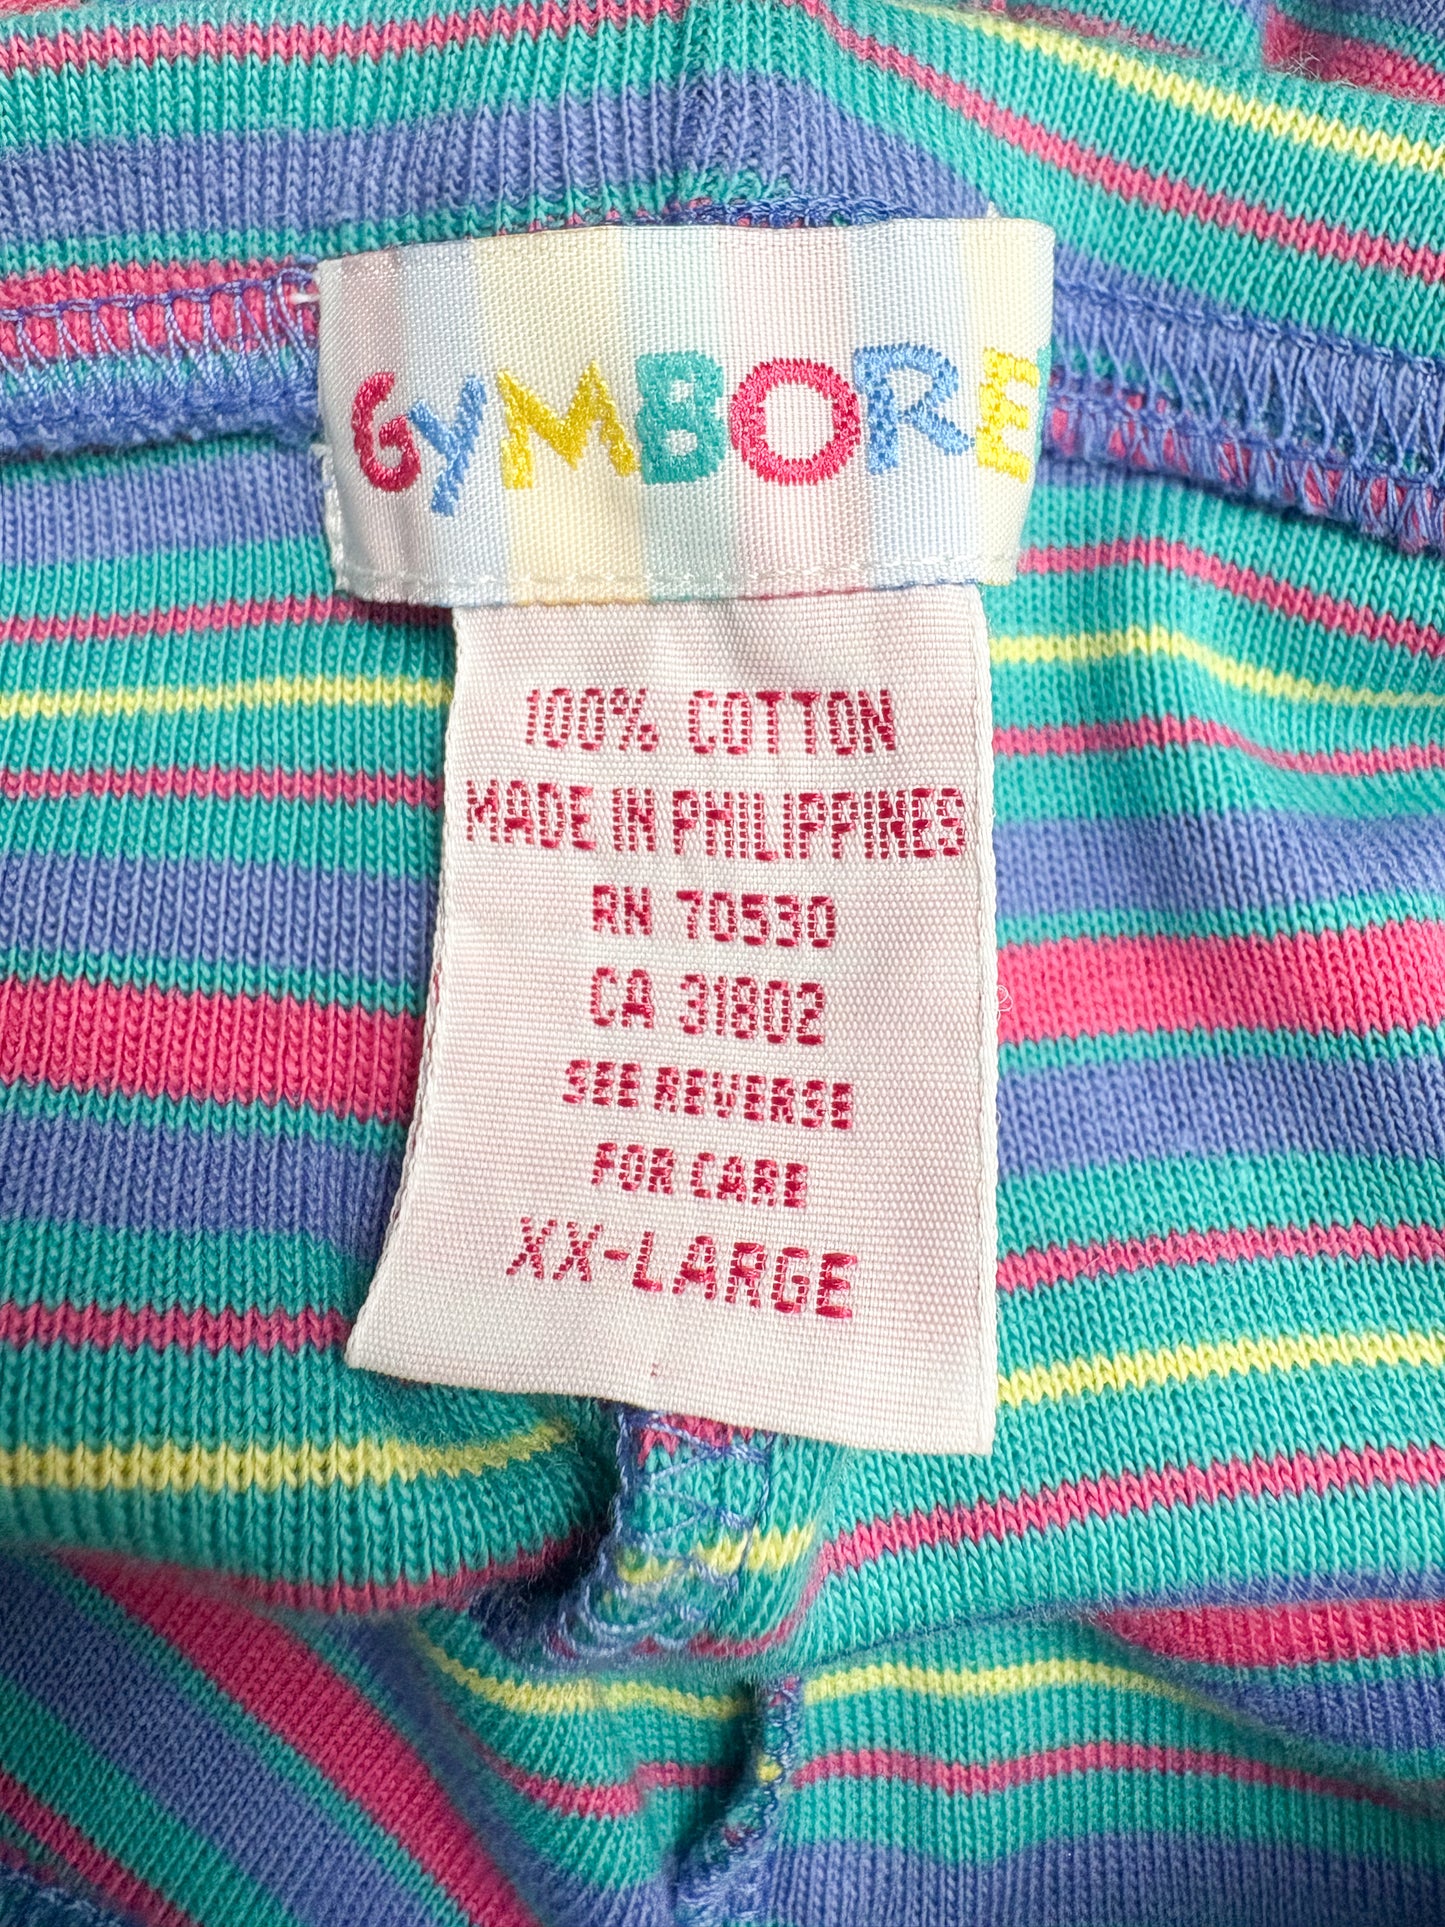 GYMBORE
100% COTTON
MADE IN PHILIPPINES
RN 70530
CA 31802
SEE REVERSE
FOR CARE
XX-LARGE